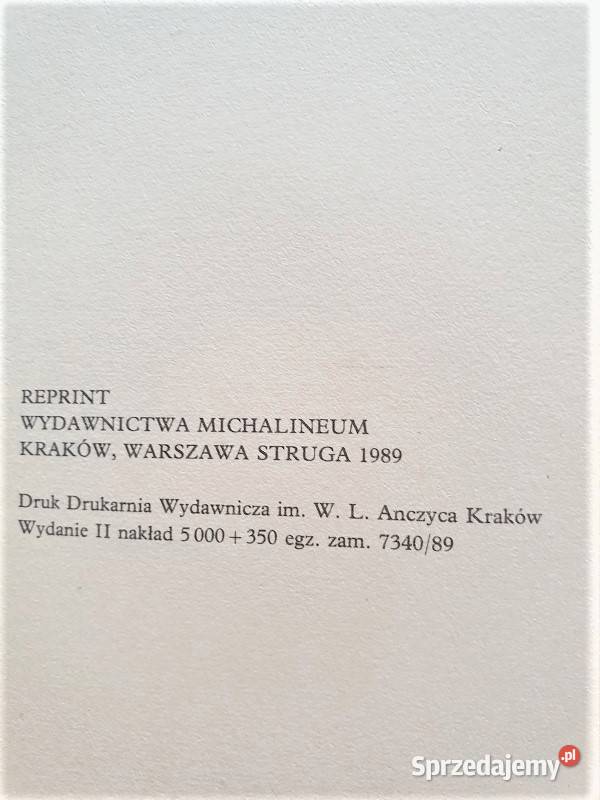 REPRINT
WYDAWNICTWA MICHALINEUM
KRAKÓW, WARSZAWA STRUGA 1989
Druk Drukarnia Wydawnicza im. W. L. Anczyca Kraków
Wydanie II nakład 5 000 + 350 egz. zam. 7340/89
Sprzedajemy.pl